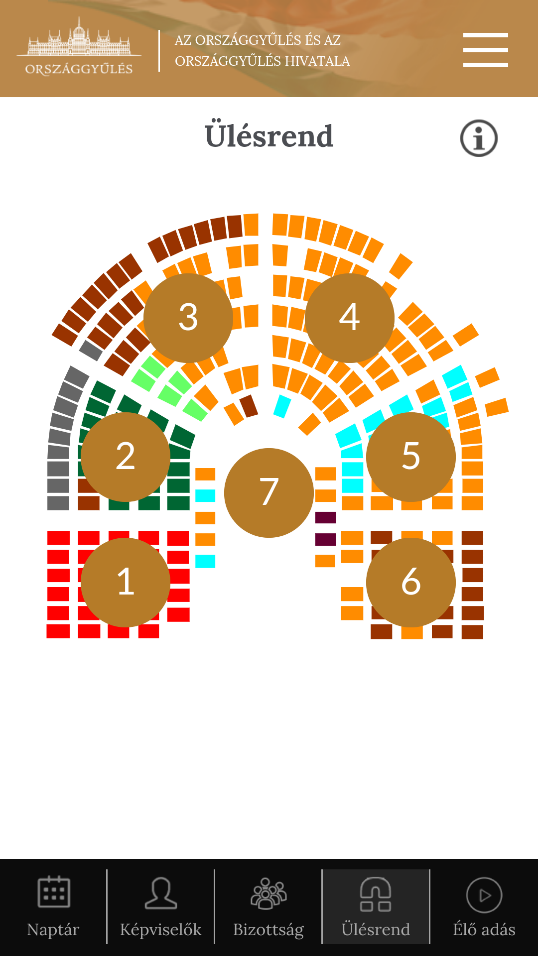 ORSZÁGGYŰLÉS
AZ ORSZÁGGYŰLÉS ÉS AZ
ORSZÁGGYŰLÉS HIVATALA
Ülésrend
i
3
4
2
5
7
1
6
Naptár
Képviselők
Bizottság
Ülésrend
Élő adás